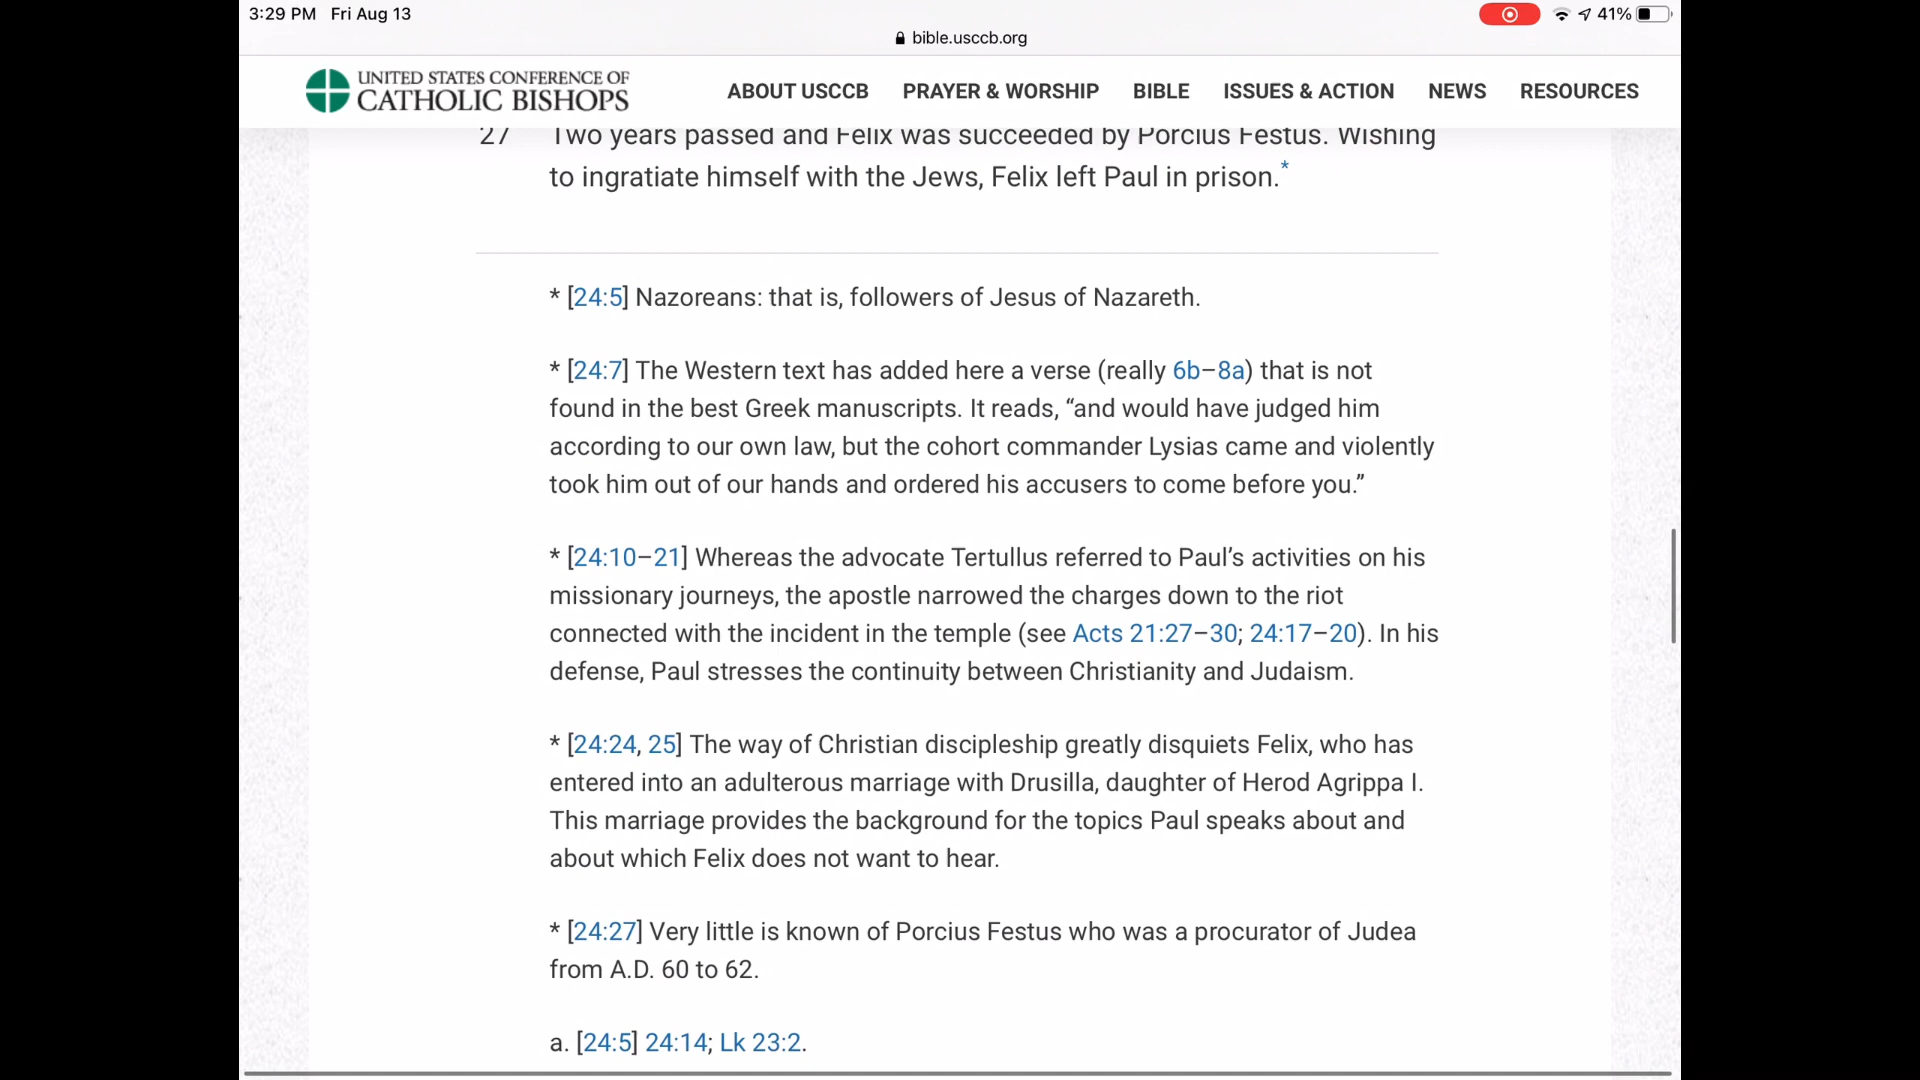 3:29 PM Fri Aug 13
41%
bible.usccb.org
UNITED STATES CONFERENCE OF
CATHOLIC BISHOPS
ABOUT USCCB PRAYER & WORSHIP BIBLE ISSUES & ACTION NEWS RESOURCES
27 Two years passed and Felix was succeeded by Porcius Festus. Wishing
to ingratiate himself with the Jews, Felix left Paul in prison.*
* [24:5] Nazoreans: that is, followers of Jesus of Nazareth.
* [24:7] The Western text has added here a verse (really 6b–8a) that is not
found in the best Greek manuscripts. It reads, “and would have judged him
according to our own law, but the cohort commander Lysias came and violently
took him out of our hands and ordered his accusers to come before you.”
* [24:10–21] Whereas the advocate Tertullus referred to Paul’s activities on his
missionary journeys, the apostle narrowed the charges down to the riot
connected with the incident in the temple (see Acts 21:27–30; 24:17–20). In his
defense, Paul stresses the continuity between Christianity and Judaism.
* [24:24, 25] The way of Christian discipleship greatly disquiets Felix, who has
entered into an adulterous marriage with Drusilla, daughter of Herod Agrippa I.
This marriage provides the background for the topics Paul speaks about and
about which Felix does not want to hear.
* [24:27] Very little is known of Porcius Festus who was a procurator of Judea
from A.D. 60 to 62.
a. [24:5] 24:14; Lk 23:2.